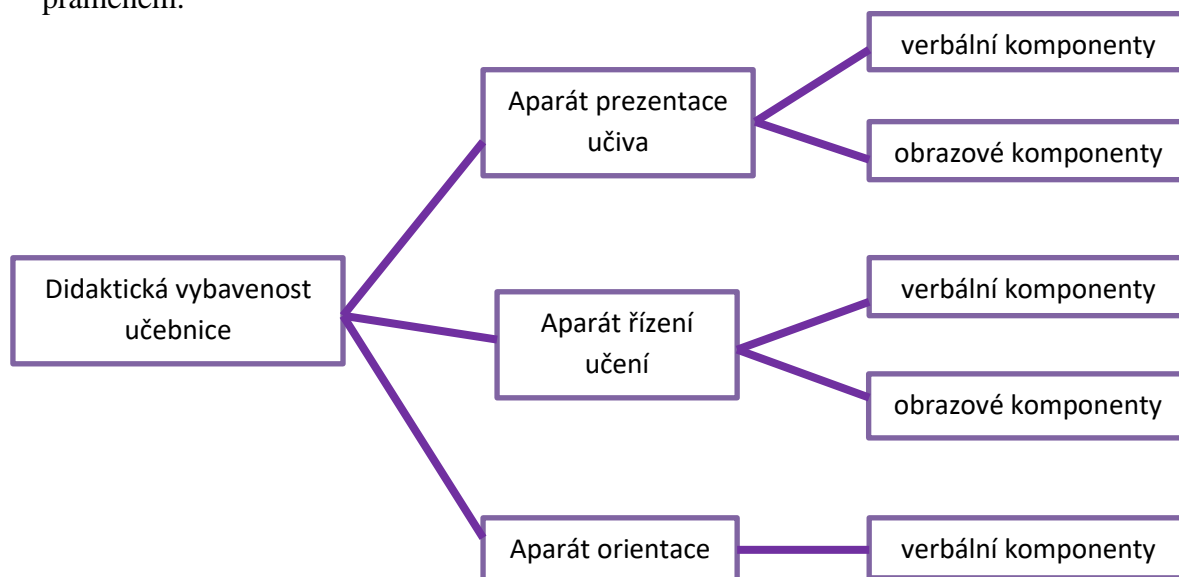 pramenem.
verbální komponenty
Aparát prezentace
učiva
obrazové komponenty
Didaktická vybavenost
učebnice
verbální komponenty
Aparát řízení
učení
obrazové komponenty
Aparát orientace
verbální komponenty